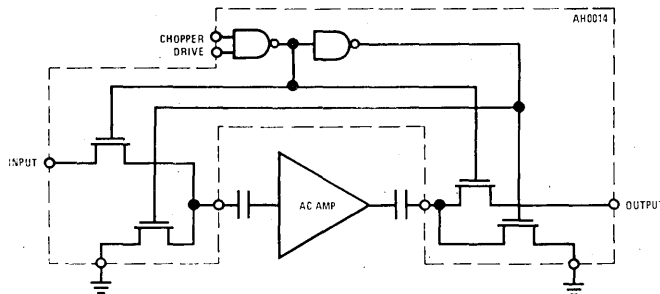 AH0014
CHOPPER
DRIVE
INPUT
AC AMP
OUTPUT